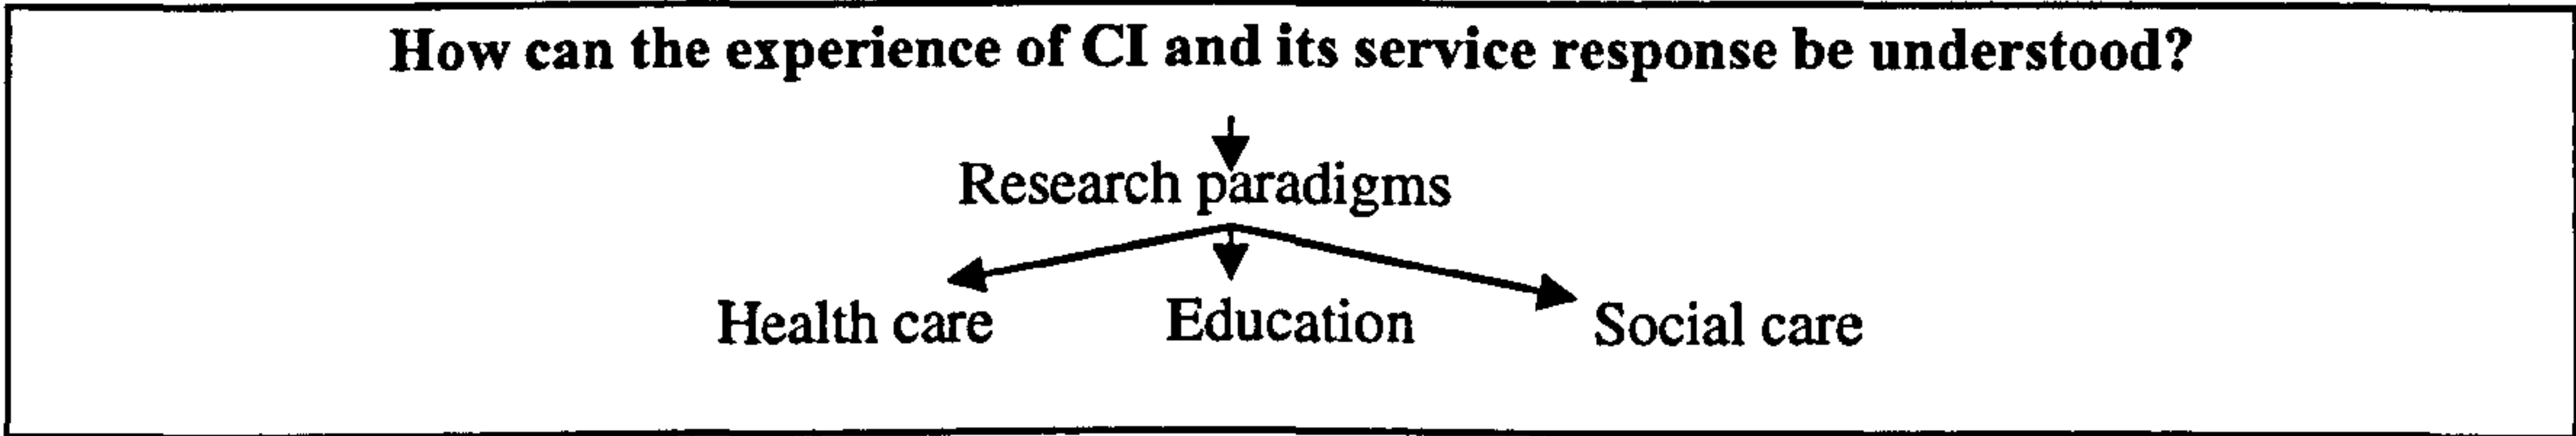 How can the experience of CI and its service response be understood?
Research paradigms
Health care Education Social care